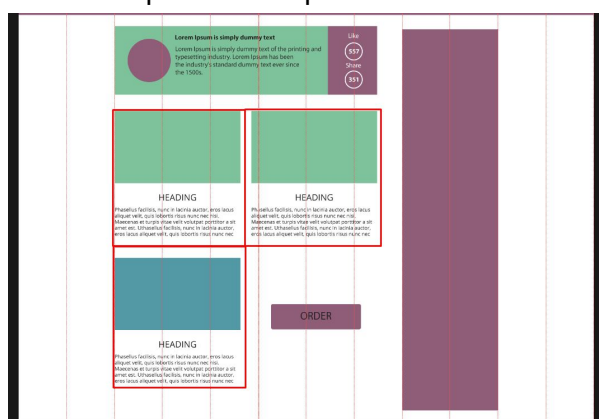 Lorem Ipsum is simply dummy text
Lorem Ipsum is simply dummy text of the printing and
typesetting industry. Lorem Ipsum has been
the industry's standard dummy text ever since
the 1500s.
Like
557
Share
351
HEADING
Phasellus facilisis, nunc in lacinia auctor, eros lacus
aliquet velit, quis lobortis risus nunc nec nisi.
Maecenas et turpis vitae velit volutpat porttitor a sit
amet est. Uthasellus facilisis, nunc in lacinia auctor,
eros lacus aliquet velit, quis lobortis risus nunc nec
HEADING
Phasellus facilisis, nunc in lacinia auctor, eros lacus
aliquet velit, quis lobortis risus nunc nec nisi.
Maecenas et turpis vitae velit volutpat porttitor a sit
amet est. Uthasellus facilisis, nunc in lacinia auctor,
eros lacus aliquet velit, quis lobortis risus nunc nec
HEADING
Phasellus facilisis, nunc in lacinia auctor, eros lacus
aliquet velit, quis lobortis risus nunc nec nisi.
Maecenas et turpis vitae velit volutpat porttitor a sit
amet est. Uthasellus facilisis, nunc in lacinia auctor,
eros lacus aliquet velit, quis lobortis risus nunc nec
ORDER